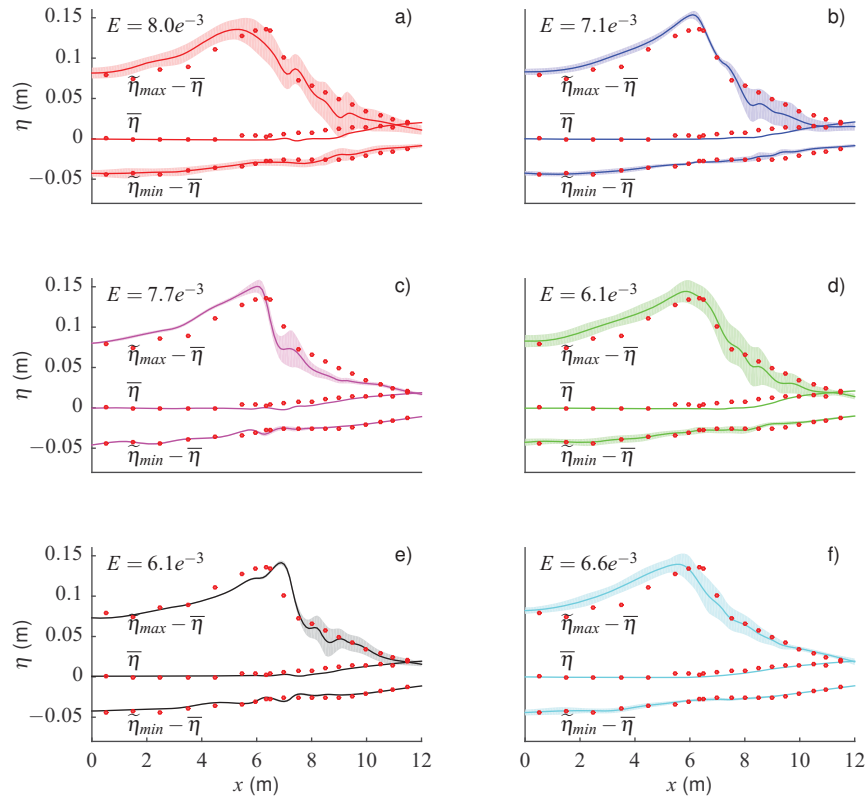 a)
E = 8.0e⁻³
0.15
0.1
0.05
0
−0.05
η (m)
η̃max − η̅
η̅
η̃min − η̅
b)
E = 7.1e⁻³
η̃max − η̅
η̅
η̃min − η̅
c)
E = 7.7e⁻³
0.15
0.1
0.05
0
−0.05
η (m)
η̃max − η̅
η̅
η̃min − η̅
d)
E = 6.1e⁻³
η̃max − η̅
η̅
η̃min − η̅
e)
E = 6.1e⁻³
0.15
0.1
0.05
0
−0.05
η (m)
η̃max − η̅
η̅
η̃min − η̅
0 2 4 6 8 10 12
x (m)
f)
E = 6.6e⁻³
η̃max − η̅
η̅
η̃min − η̅
0 2 4 6 8 10 12
x (m)